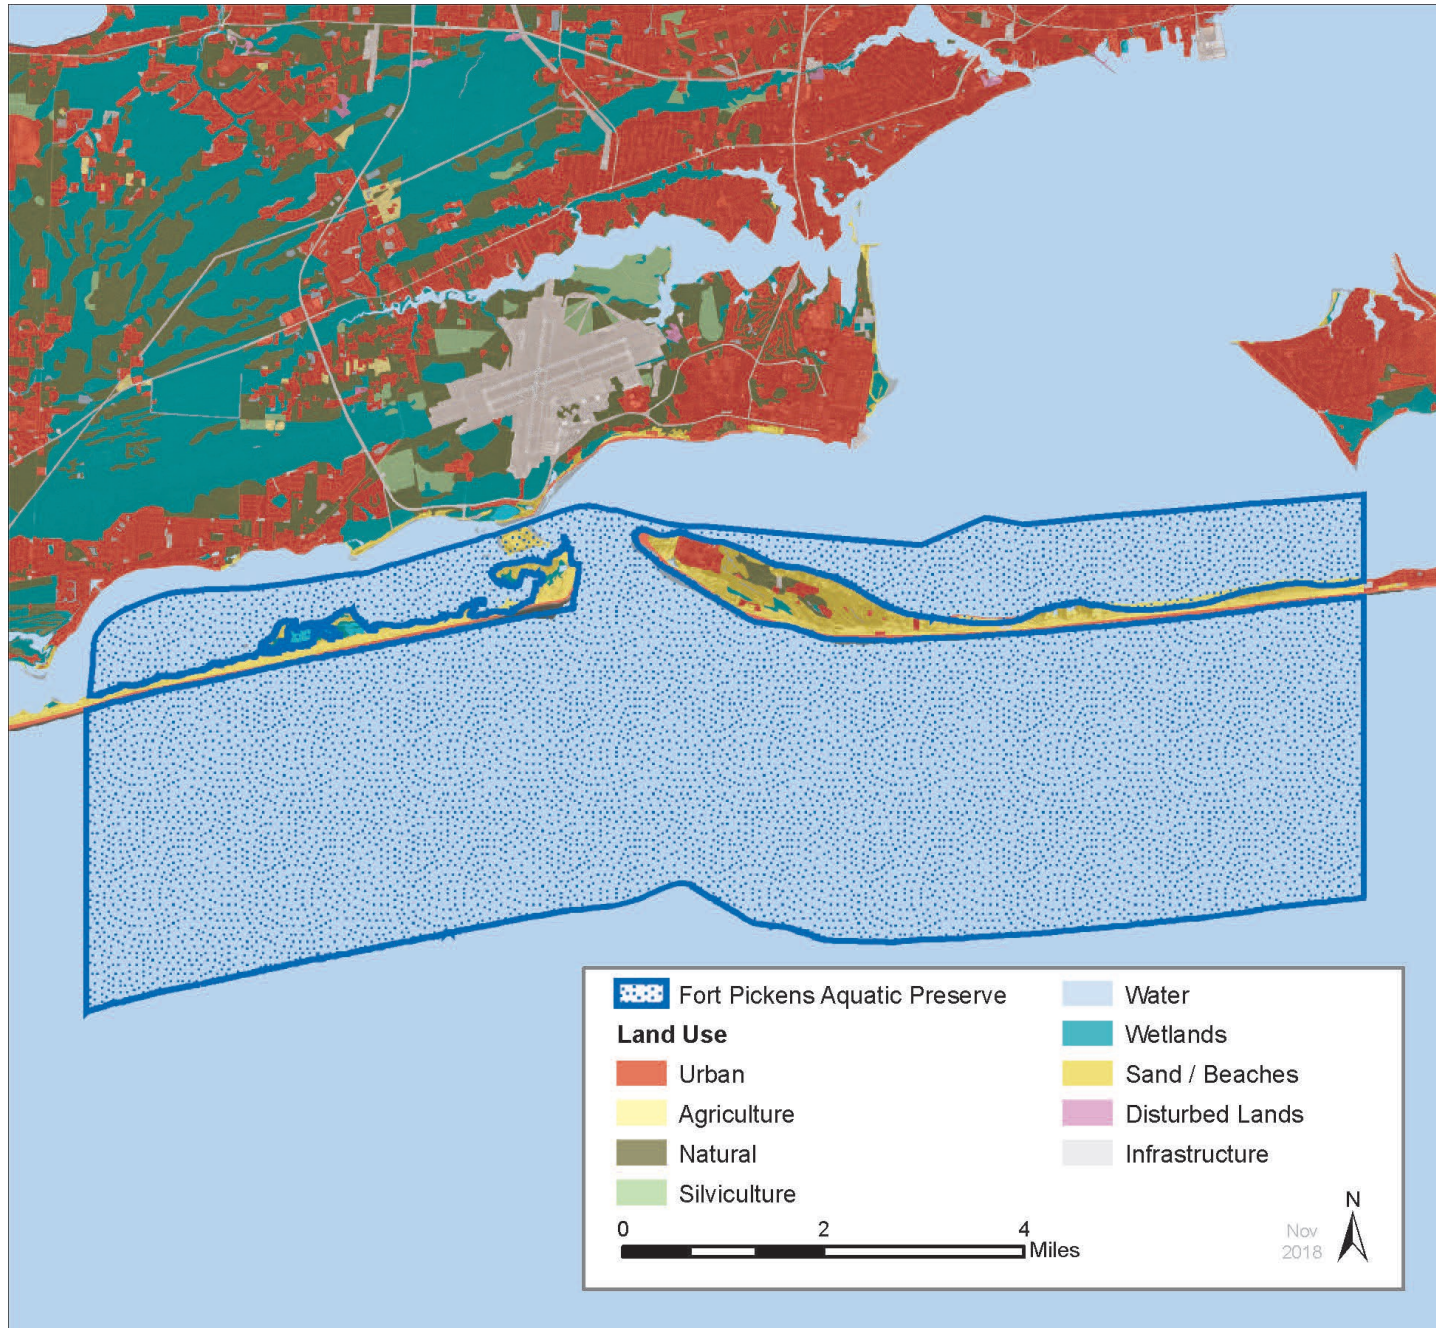 Fort Pickens Aquatic Preserve
Land Use
Urban
Agriculture
Natural
Silviculture
Water
Wetlands
Sand / Beaches
Disturbed Lands
Infrastructure
0 2 4
Miles
Nov
2018
N